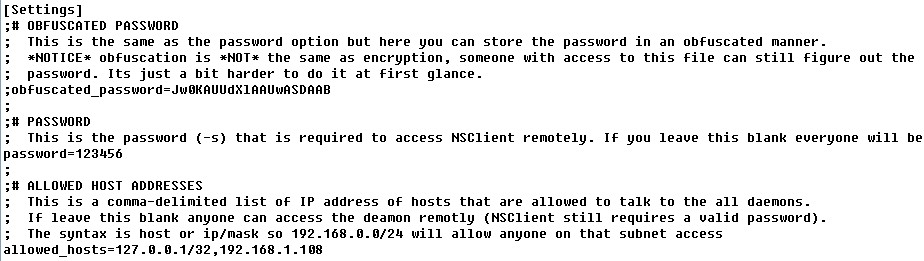 [Settings]
;# OBFUSCATED PASSWORD
;  This is the same as the password option but here you can store the password in an obfuscated manner.
;  *NOTICE* obfuscation is *NOT* the same as encryption, someone with access to this file can still figure out the
;  password. Its just a bit harder to do it at first glance.
;obfuscated_password=Jw0KAUUdXlAAUwASDAAB
;
;# PASSWORD
;  This is the password (-s) that is required to access NSClient remotely. If you leave this blank everyone will be
password=123456
;
;# ALLOWED HOST ADDRESSES
;  This is a comma-delimited list of IP address of hosts that are allowed to talk to the all daemons.
;  If leave this blank anyone can access the deamon remotly (NSClient still requires a valid password).
;  The syntax is host or ip/mask so 192.168.0.0/24 will allow anyone on that subnet access
allowed_hosts=127.0.0.1/32,192.168.1.108